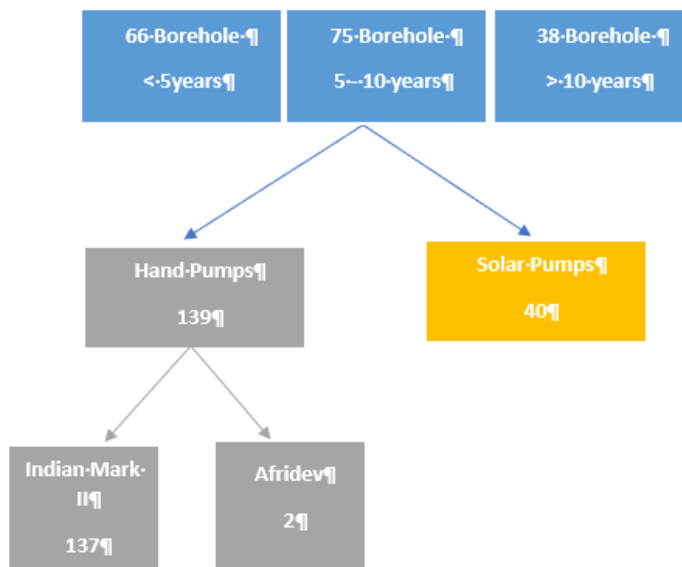 66·Borehole·¶
<·5years¶
75·Borehole¶
5·–·10·years¶
38·Borehole·¶
>·10·years¶
Hand·Pumps¶
139¶
Solar·Pumps¶
40¶
Indian·Mark·
II¶
137¶
Afridev¶
2¶